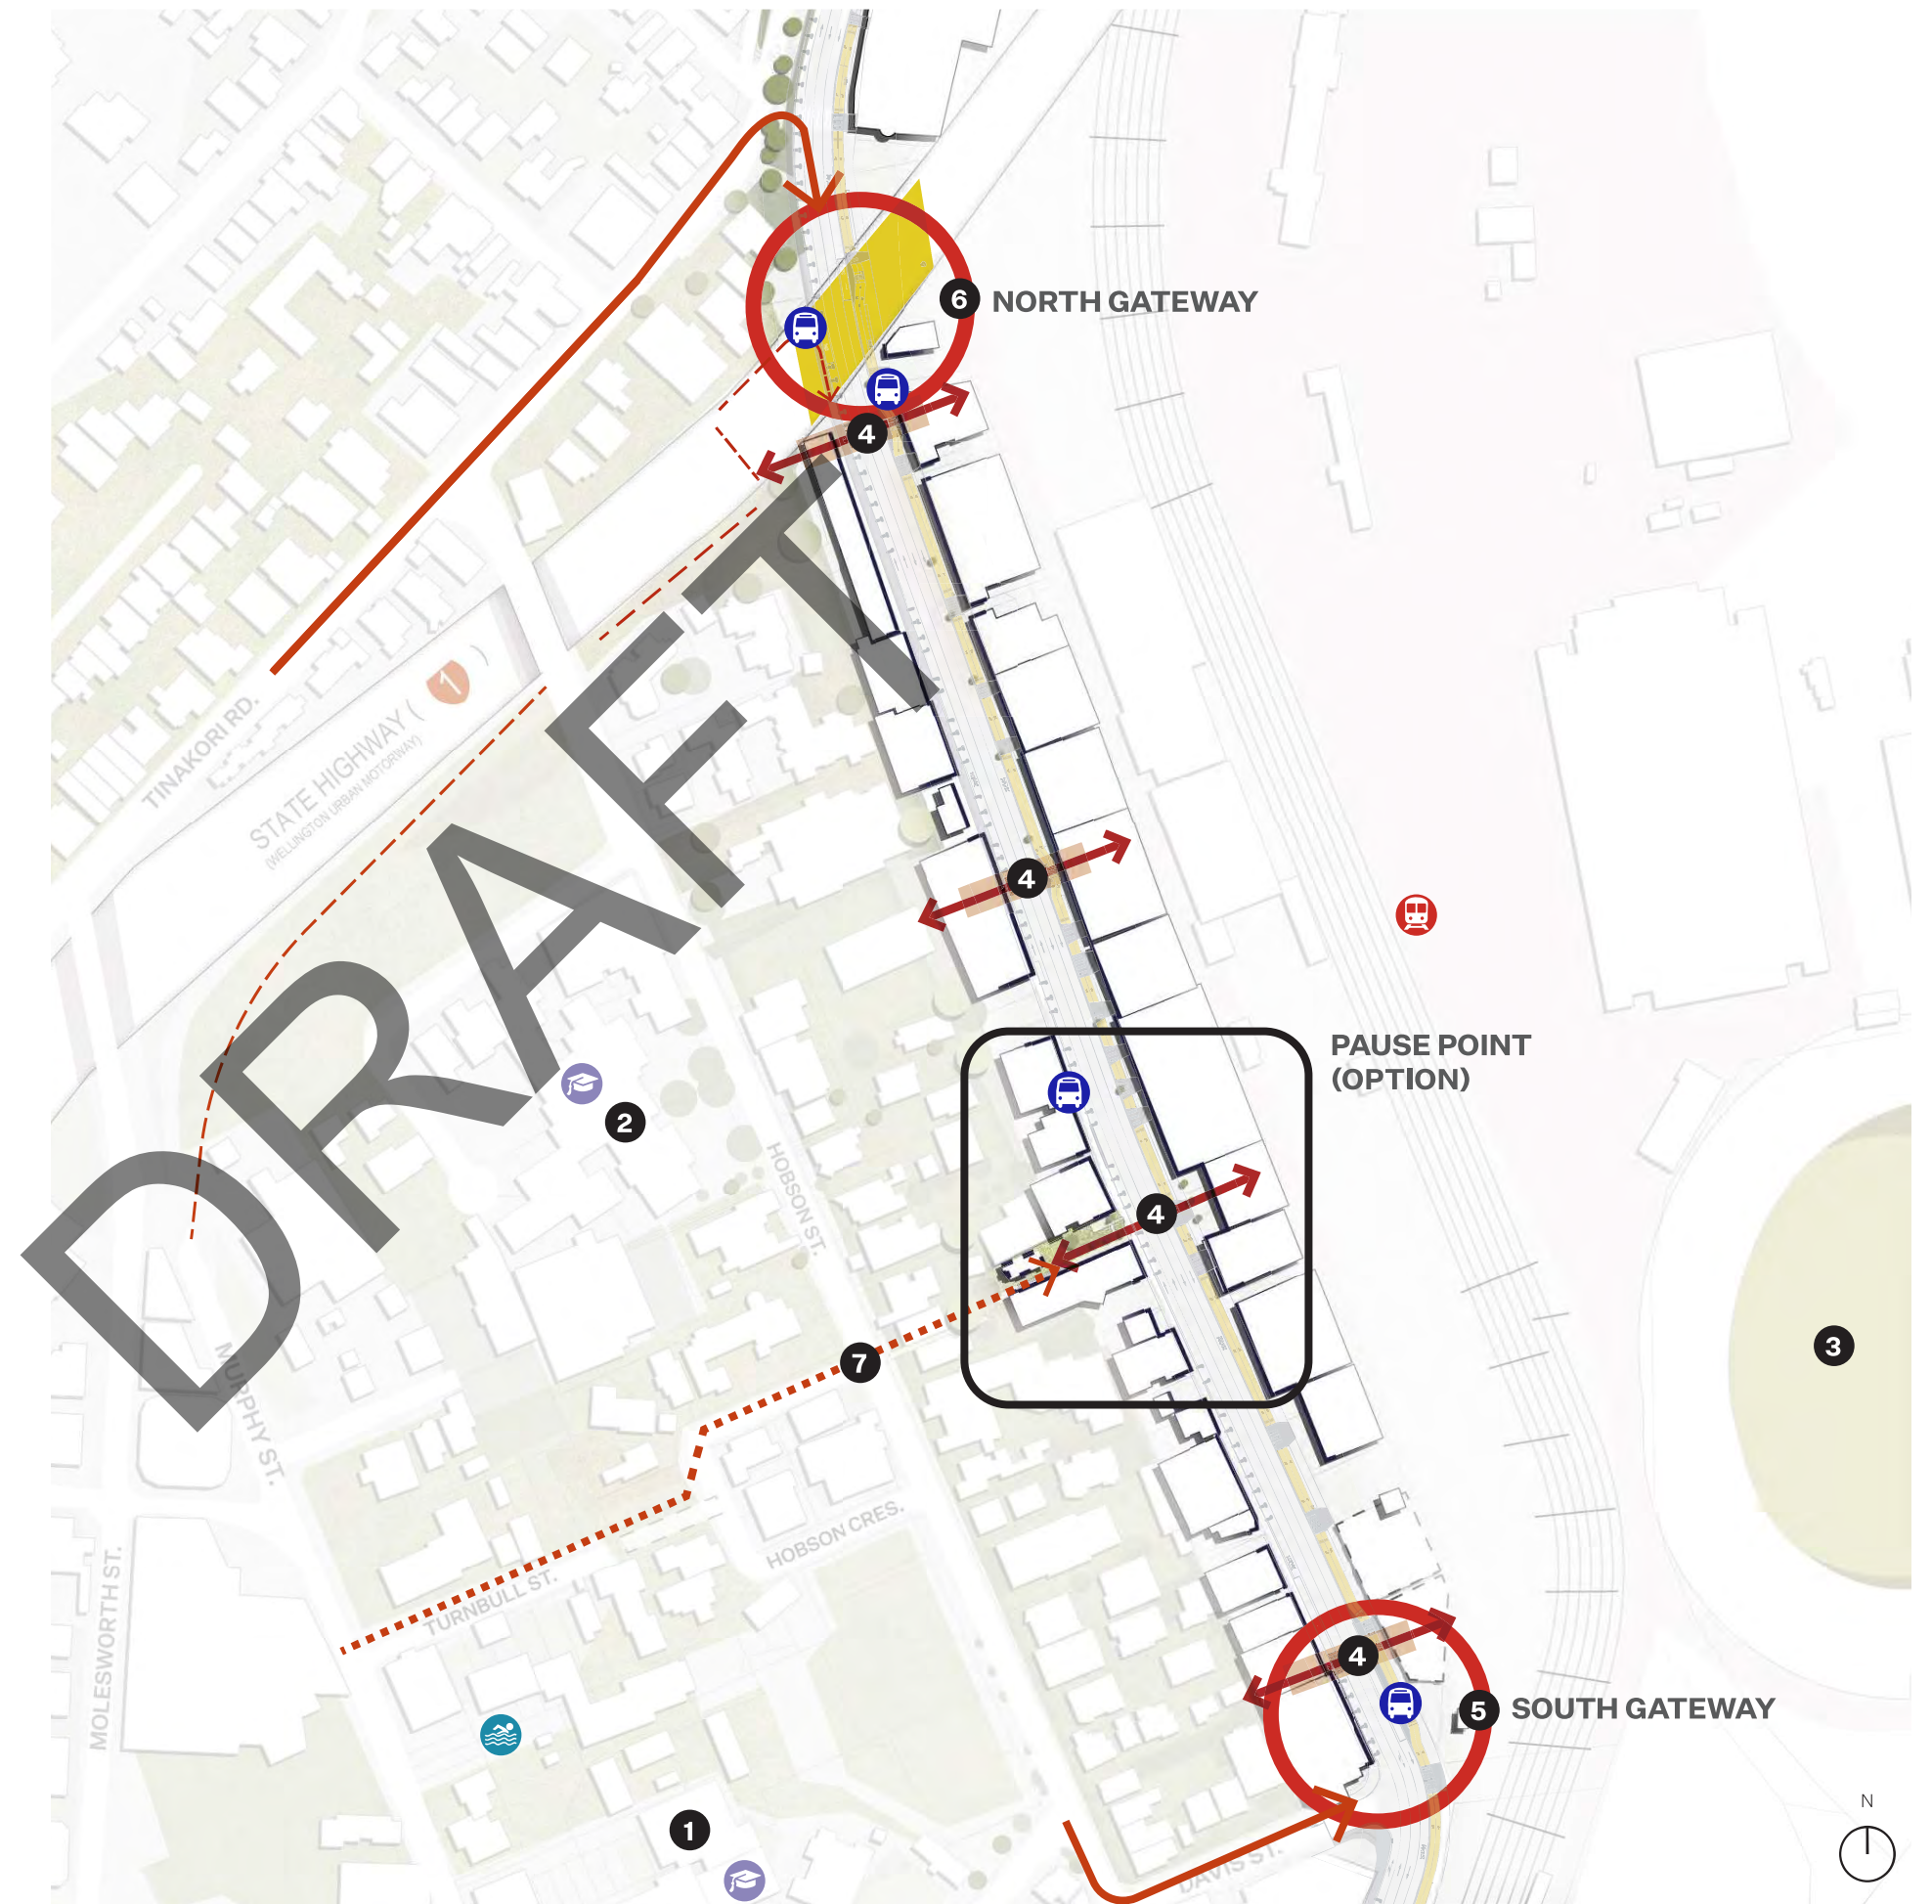 6
NORTH GATEWAY
4
DRAFT
TINAKORI RD.
STATE HIGHWAY ( 1 )
(WELLINGTON URBAN MOTORWAY)
4
PAUSE POINT
(OPTION)
2
HOBSON ST.
4
7
3
MURPHY ST.
HOBSON CRES.
TURNBULL ST.
MOLESWORTH ST.
4
5
SOUTH GATEWAY
1
DAVIS ST.
N